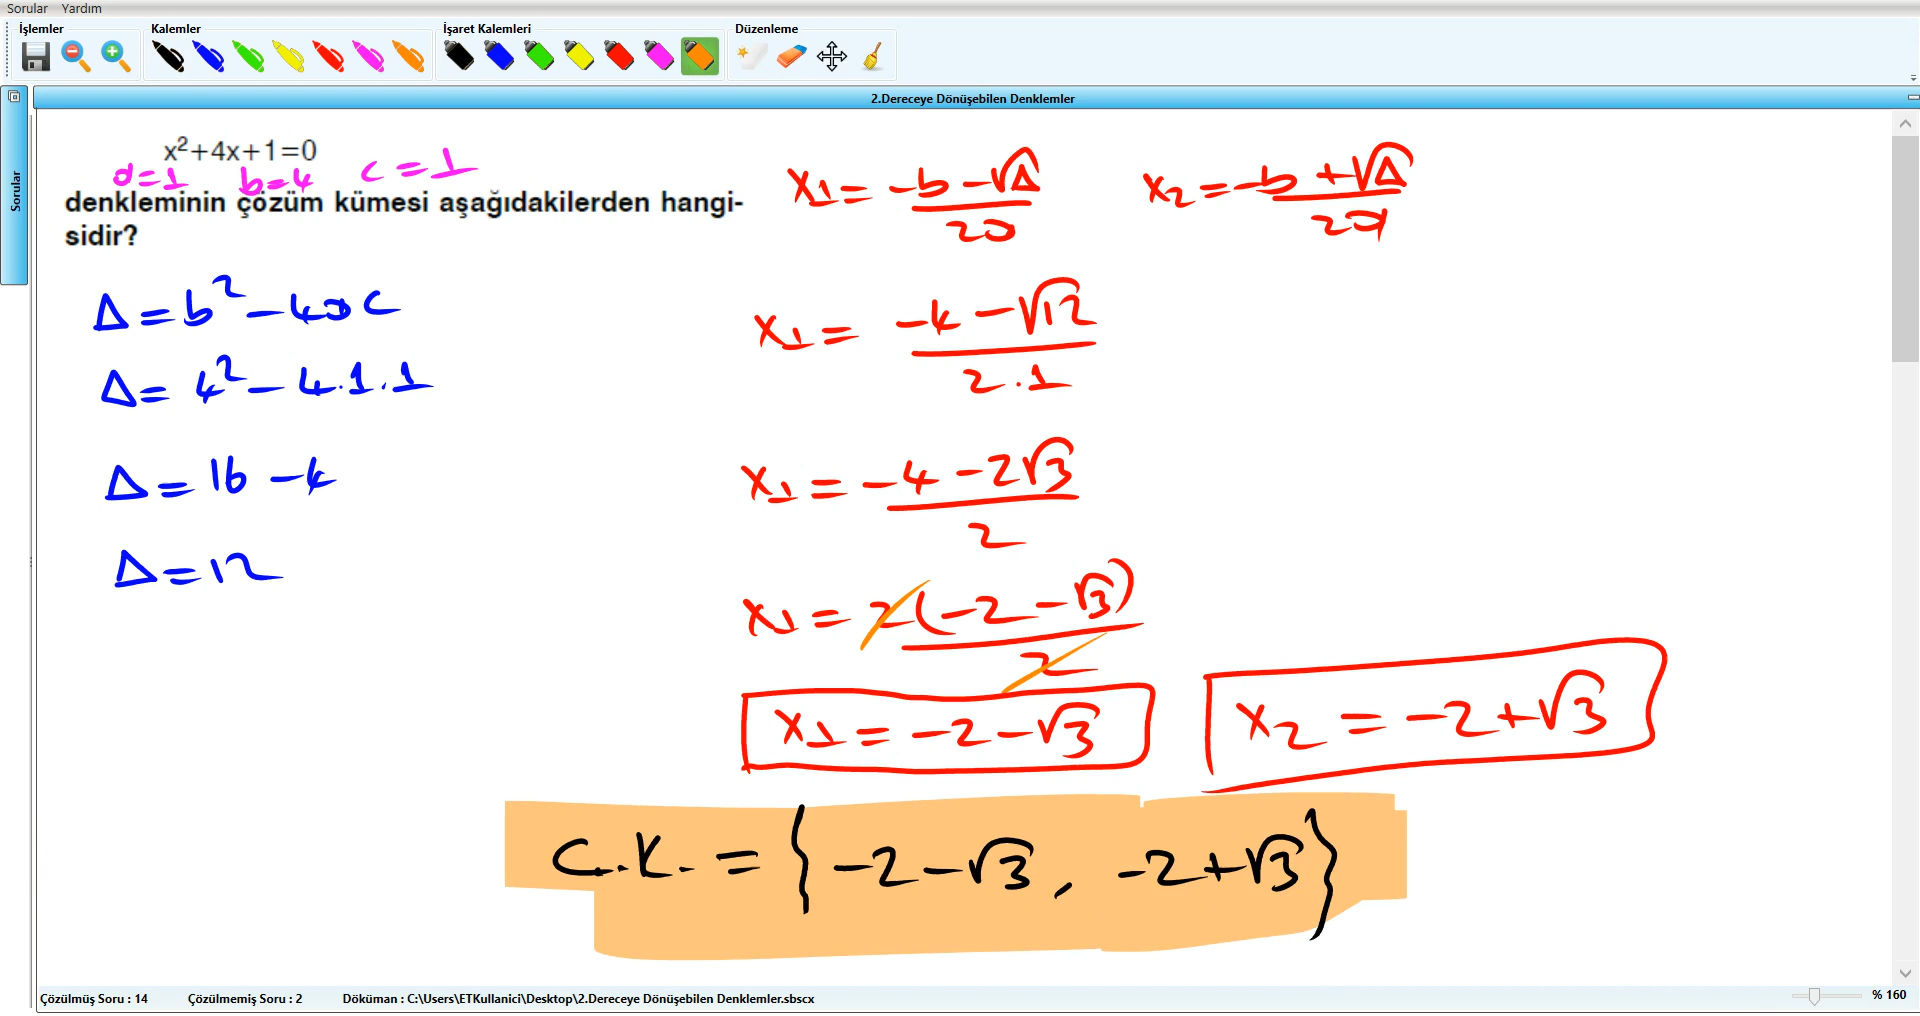 Sorular Yardım
İşlemler Kalemler İşaret Kalemleri Düzenleme
2.Dereceye Dönüşebilen Denklemler
Sorular
x²+4x+1=0
a=1 b=4 c=1
denkleminin çözüm kümesi aşağıdakilerden hangi-
sidir?
Δ=b²-4ac
Δ=4²-4.1.1
Δ=16-4
Δ=12
x₁=(-b-√Δ)/2a
x₂=(-b+√Δ)/2a
x₁=(-4-√12)/2.1
x₁=(-4-2√3)/2
x₁=2(-2-√3)/2
x₁=-2-√3
x₂=-2+√3
Ç.K.={-2-√3, -2+√3}
Çözülmüş Soru : 14 Çözülmemiş Soru : 2 Döküman : C:\Users\ETKullanici\Desktop\2.Dereceye Dönüşebilen Denklemler.sbscx % 160